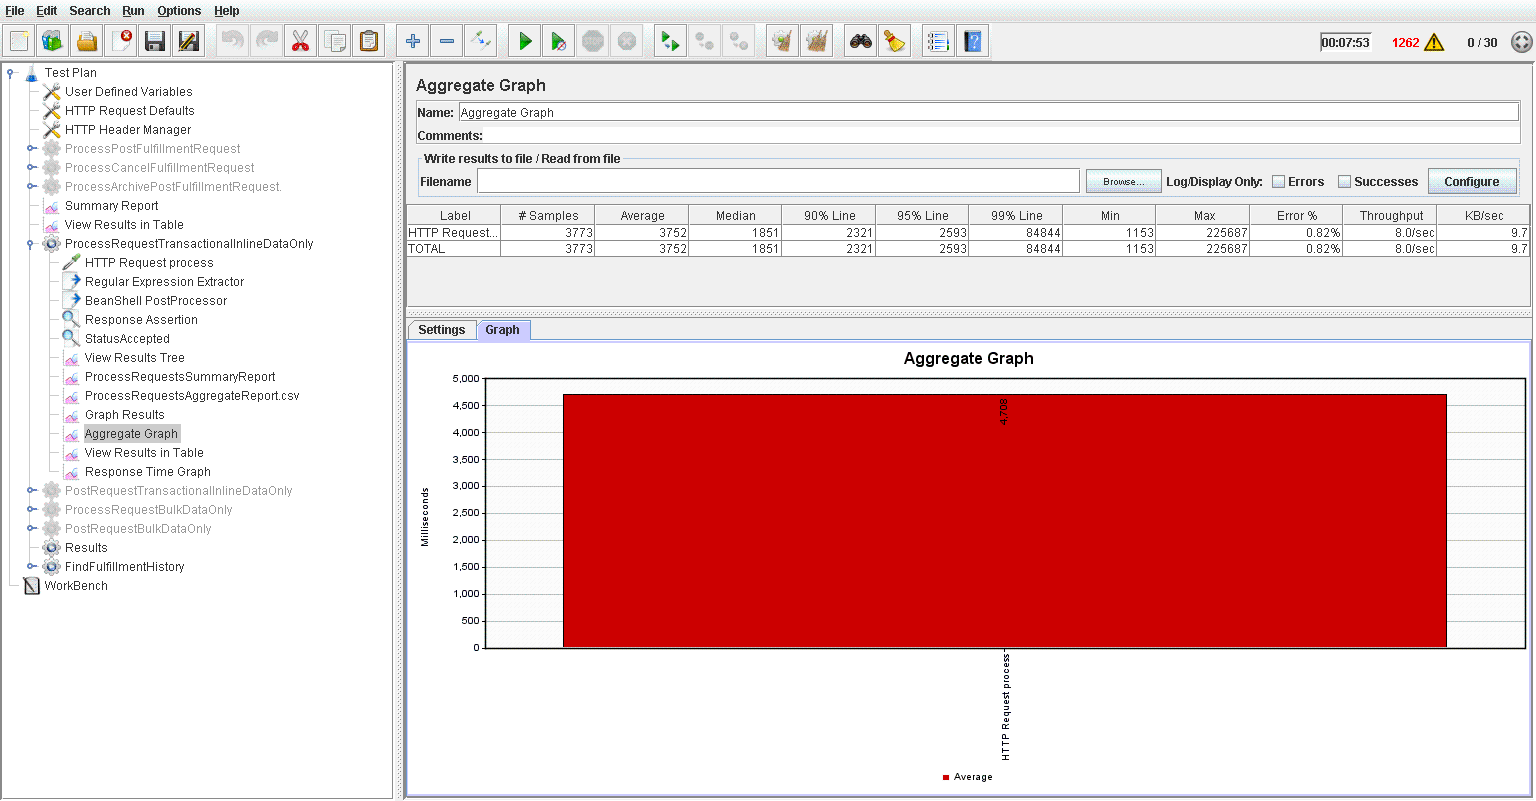 File Edit Search Run Options Help
00:07:53 1262 0 / 30
Test Plan
User Defined Variables
HTTP Request Defaults
HTTP Header Manager
ProcessPostFulfillmentRequest
ProcessCancelFulfillmentRequest
ProcessArchivePostFulfillmentRequest.
Summary Report
View Results in Table
ProcessRequestTransactionalInlineDataOnly
HTTP Request process
Regular Expression Extractor
BeanShell PostProcessor
Response Assertion
StatusAccepted
View Results Tree
ProcessRequestsSummaryReport
ProcessRequestsAggregateReport.csv
Graph Results
Aggregate Graph
View Results in Table
Response Time Graph
PostRequestTransactionalInlineDataOnly
ProcessRequestBulkDataOnly
PostRequestBulkDataOnly
Results
FindFulfillmentHistory
WorkBench
Aggregate Graph
Name: Aggregate Graph
Comments:
Write results to file / Read from file
Filename Browse... Log/Display Only: Errors Successes Configure
Label # Samples Average Median 90% Line 95% Line 99% Line Min Max Error % Throughput KB/sec
HTTP Request... 3773 3752 1851 2321 2593 84844 1153 225687 0.82% 8.0/sec 9.7
TOTAL 3773 3752 1851 2321 2593 84844 1153 225687 0.82% 8.0/sec 9.7
Settings Graph
Aggregate Graph
5,000
4,500
4,000
3,500
3,000
2,500
2,000
1,500
1,000
500
0
Milliseconds
4,708
HTTP Request process
Average